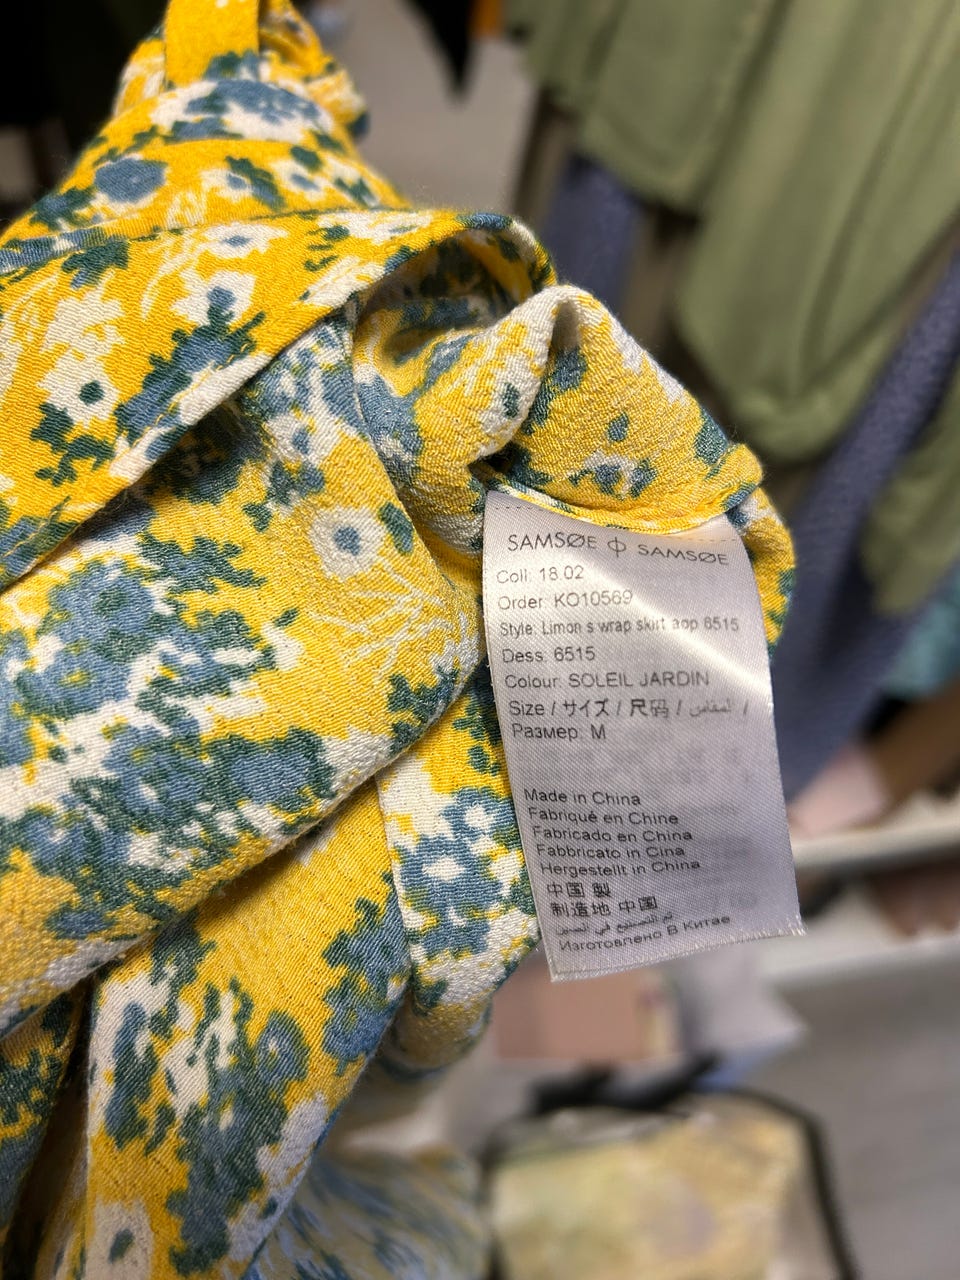 SAMSØE ⌽ SAMSØE
Coll: 18.02
Order: KO10569
Style: Limon s wrap skirt aop 6515
Dess: 6515
Colour: SOLEIL JARDIN
Size / サイズ / 尺码 / المقاس /
Размер: M
Made in China
Fabriqué en Chine
Fabricado en China
Fabbricato in Cina
Hergestellt in China
中国 製
制造地 中国
تم التصنيع في الصين
Изготовлено В Китае